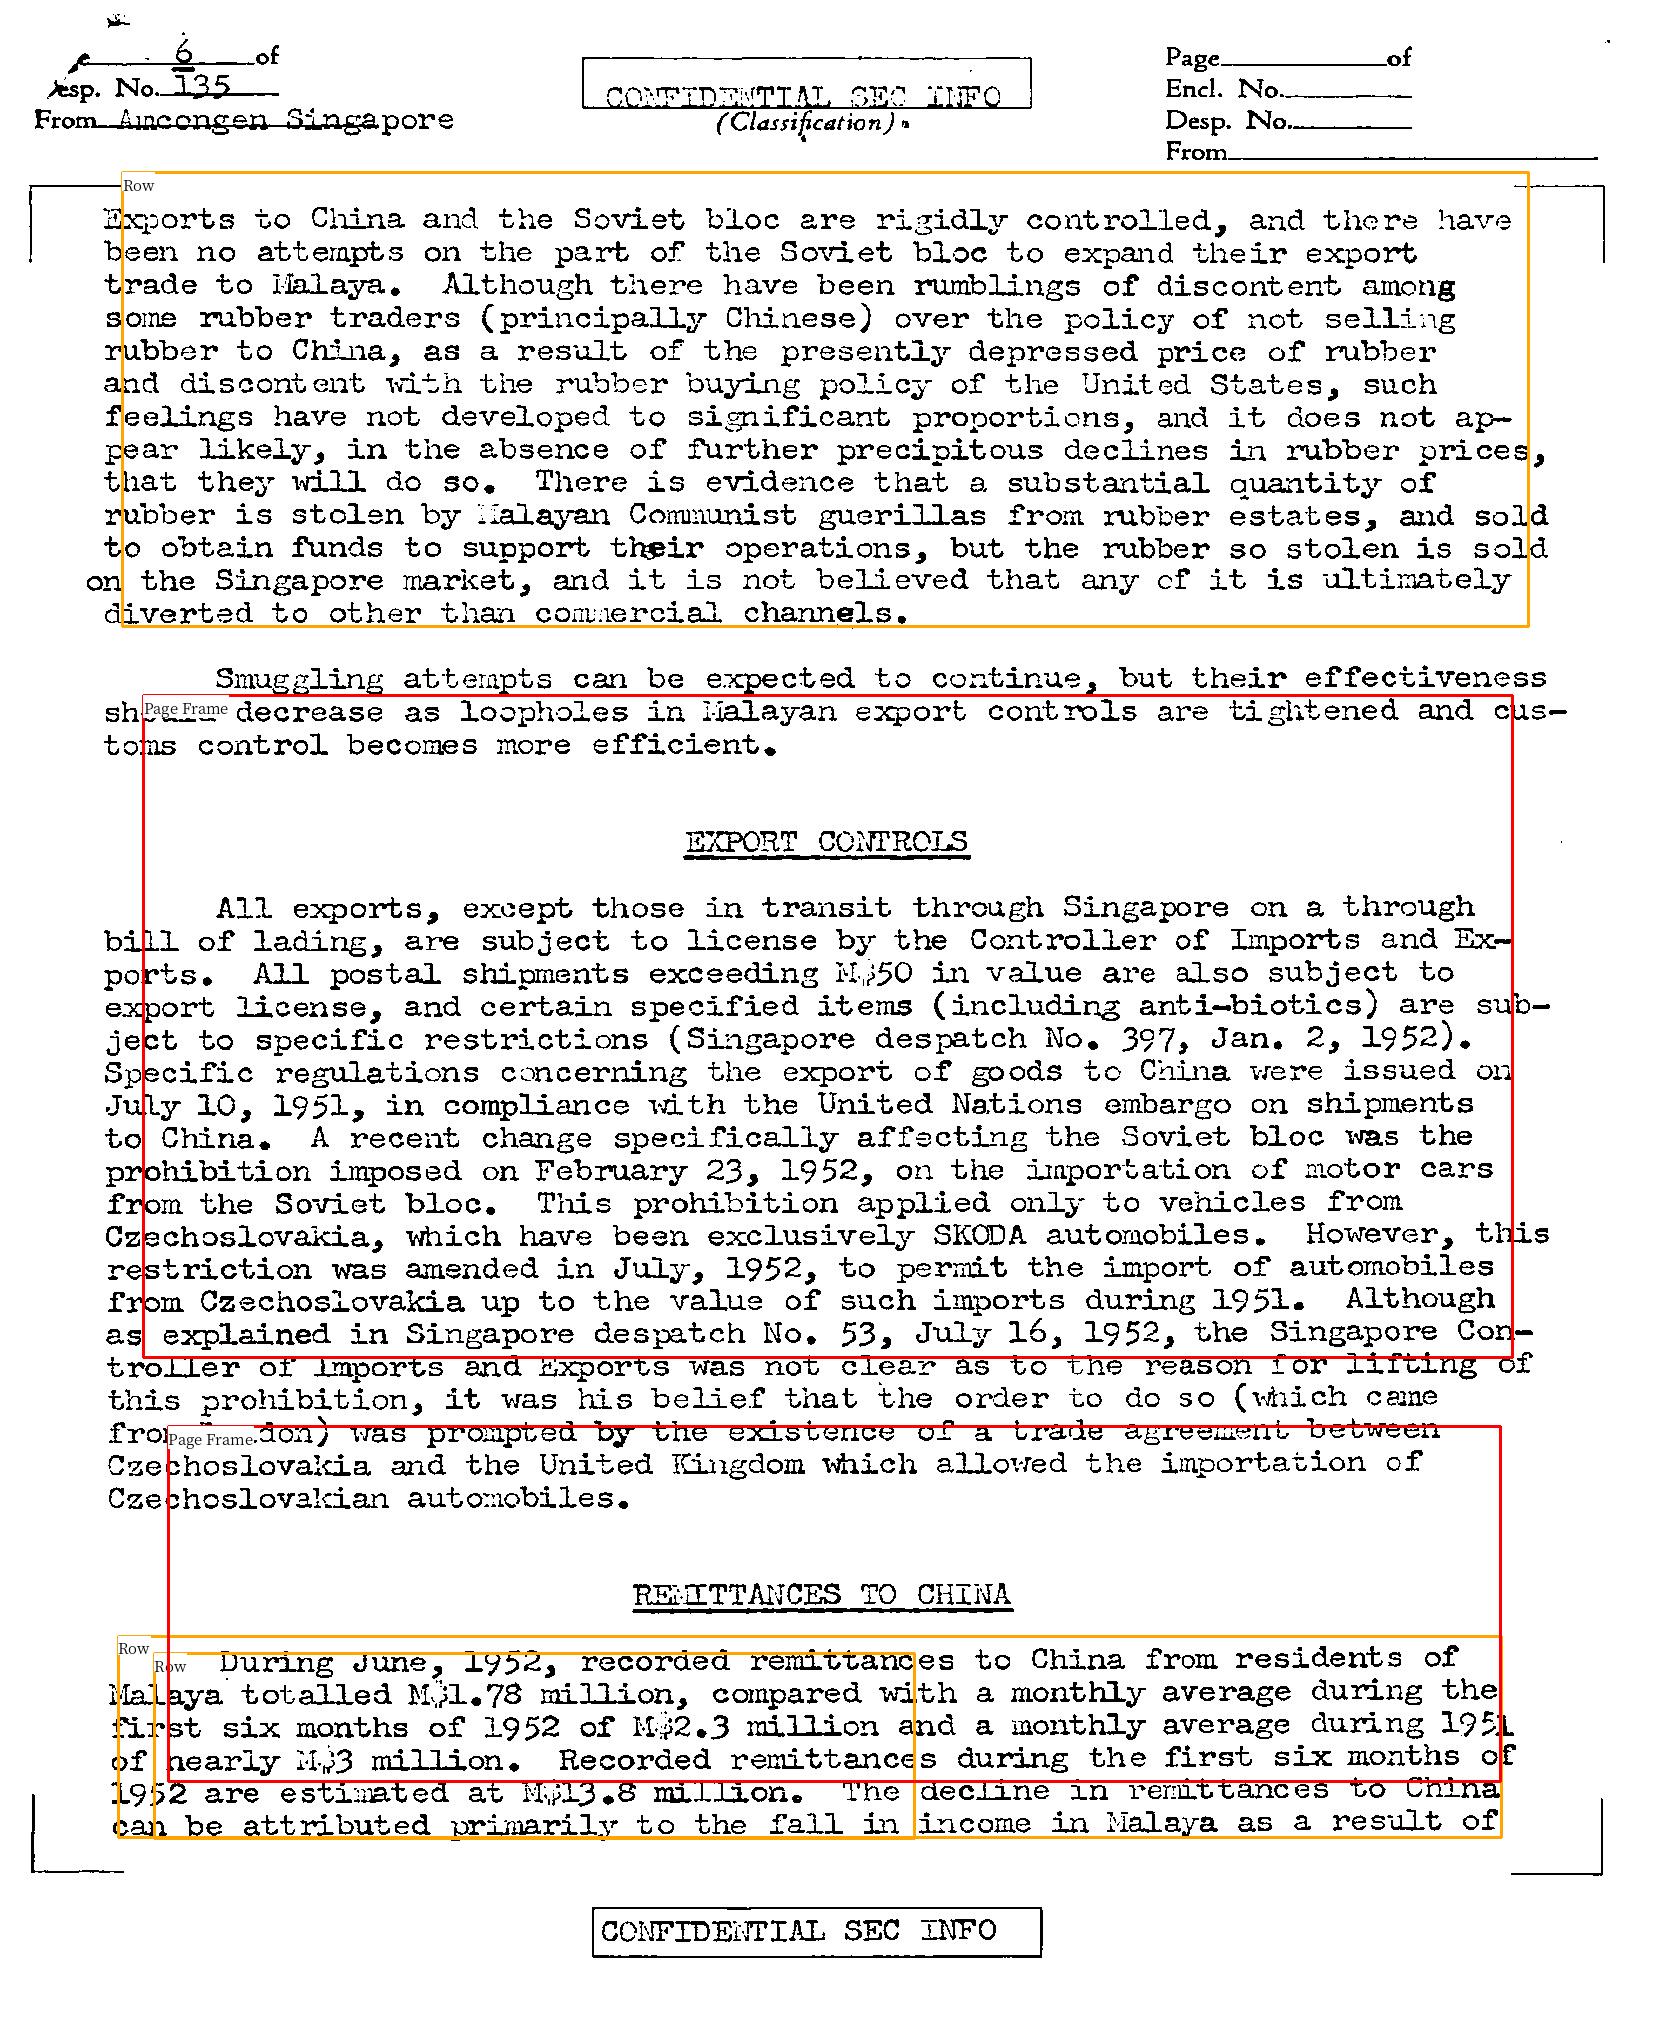 6 of
Desp. No. 135
From Amcongen Singapore
CONFIDENTIAL SEC INFO
(Classification)
Page of
Encl. No.
Desp. No.
From
Row
Exports to China and the Soviet bloc are rigidly controlled, and there have
been no attempts on the part of the Soviet bloc to expand their export
trade to Malaya. Although there have been rumblings of discontent among
some rubber traders (principally Chinese) over the policy of not selling
rubber to China, as a result of the presently depressed price of rubber
and discontent with the rubber buying policy of the United States, such
feelings have not developed to significant proportions, and it does not ap-
pear likely, in the absence of further precipitous declines in rubber prices,
that they will do so. There is evidence that a substantial quantity of
rubber is stolen by Malayan Communist guerillas from rubber estates, and sold
to obtain funds to support their operations, but the rubber so stolen is sold
on the Singapore market, and it is not believed that any of it is ultimately
diverted to other than commercial channels.
Smuggling attempts can be expected to continue, but their effectiveness
Page Frame
decrease as loopholes in Malayan export controls are tightened and cus-
toms control becomes more efficient.
EXPORT CONTROLS
All exports, except those in transit through Singapore on a through
bill of lading, are subject to license by the Controller of Imports and Ex-
ports. All postal shipments exceeding M$50 in value are also subject to
export license, and certain specified items (including anti-biotics) are sub-
ject to specific restrictions (Singapore despatch No. 397, Jan. 2, 1952).
Specific regulations concerning the export of goods to China were issued on
July 10, 1951, in compliance with the United Nations embargo on shipments
to China. A recent change specifically affecting the Soviet bloc was the
prohibition imposed on February 23, 1952, on the importation of motor cars
from the Soviet bloc. This prohibition applied only to vehicles from
Czechoslovakia, which have been exclusively SKODA automobiles. However, this
restriction was amended in July, 1952, to permit the import of automobiles
from Czechoslovakia up to the value of such imports during 1951. Although
as explained in Singapore despatch No. 53, July 16, 1952, the Singapore Con-
troller of Imports and Exports was not clear as to the reason for lifting of
this prohibition, it was his belief that the order to do so (which came
Page Frame
from London) was prompted by the existence of a trade agreement between
Czechoslovakia and the United Kingdom which allowed the importation of
Czechoslovakian automobiles.
REMITTANCES TO CHINA
Row
Row
During June, 1952, recorded remittances to China from residents of
Malaya totalled M$1.78 million, compared with a monthly average during the
first six months of 1952 of M$2.3 million and a monthly average during 1951
of nearly M$3 million. Recorded remittances during the first six months of
1952 are estimated at M$13.8 million. The decline in remittances to China
can be attributed primarily to the fall in income in Malaya as a result of
CONFIDENTIAL SEC INFO